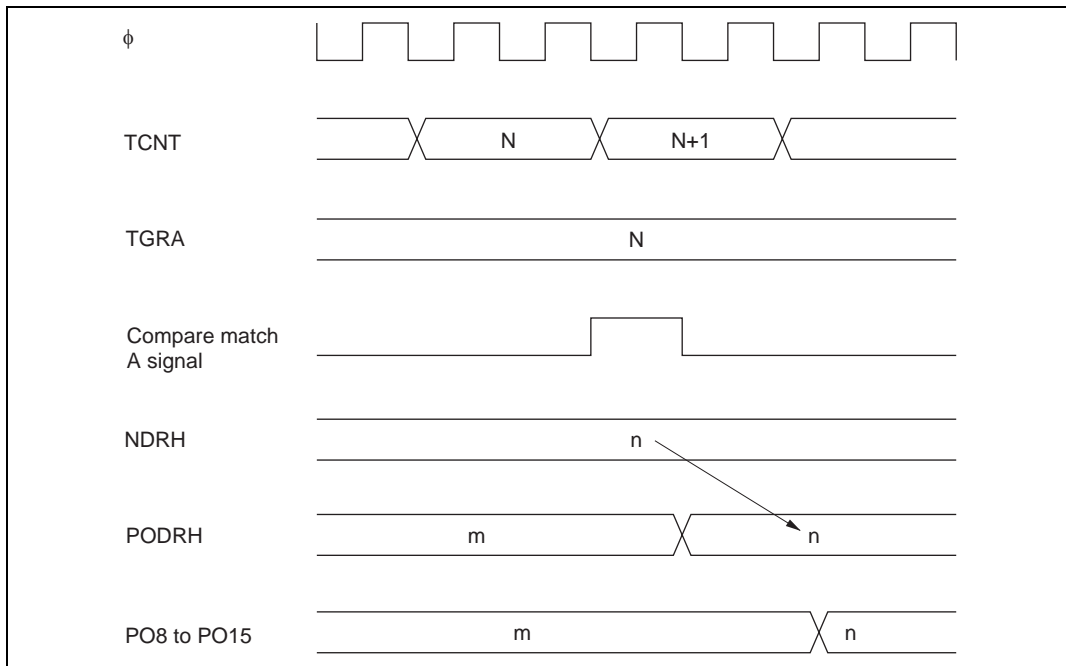 ϕ
TCNT
N
N+1
TGRA
N
Compare match
A signal
NDRH
n
PODRH
m
n
PO8 to PO15
m
n